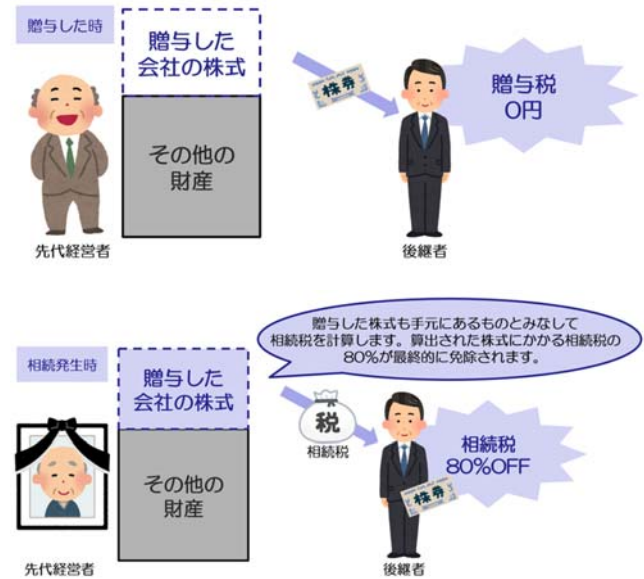 贈与した時
贈与した
会社の株式
その他の
財産
先代経営者
株券
後継者
贈与税
0円
贈与した株式も手元にあるものとみなして
相続税を計算します。算出された株式にかかる相続税の
80%が最終的に免除されます。
相続発生時
贈与した
会社の株式
その他の
財産
先代経営者
税
相続税
株券
後継者
相続税
80%OFF